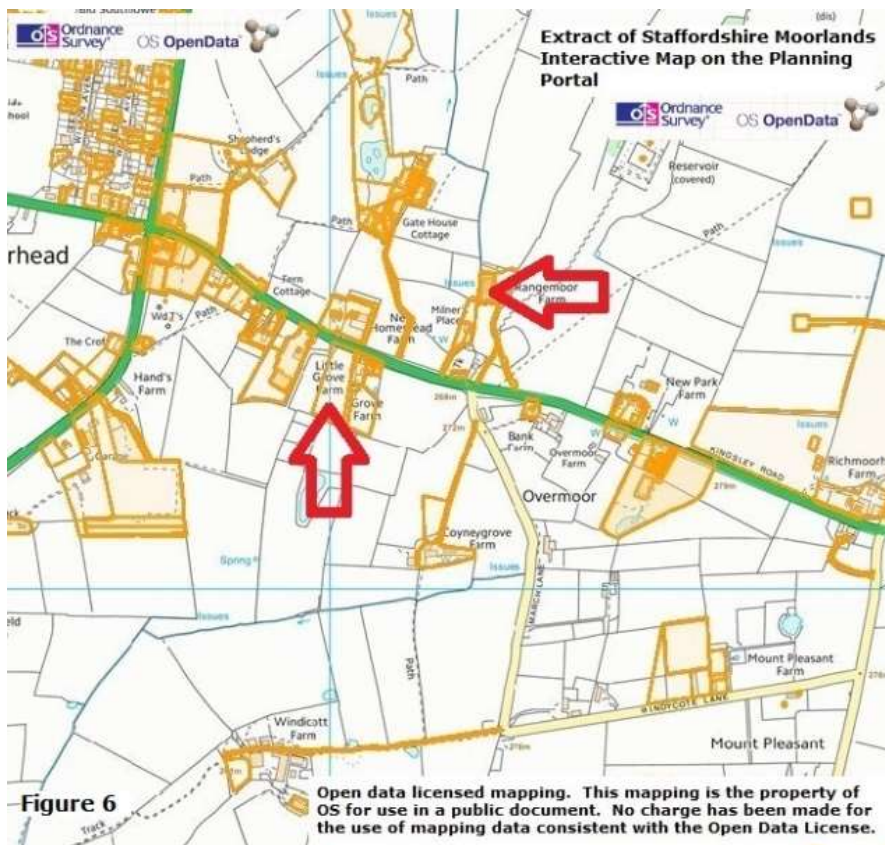 Ordnance
Survey
OS OpenData
Extract of Staffordshire Moorlands
Interactive Map on the Planning
Portal
Ordnance
Survey
OS OpenData
(dis)
Issues
Path
Shepherd's
Lodge
Path
Reservoir
(covered)
Path
Path
Gate House
Cottage
Issues
rhead
Issues
Rangemoor
Farm
Tern
Cottage
Milner
Place
New
Homestead
Farm
W
Wd T's
Path
The Croft
Hand's
Farm
Little
Grove
Farm
Grove
Farm
268m
272m
Bank
Farm
New Park
Farm
W
W
Overmoor
Farm
Issues
KINGSLEY ROAD
Richmoorh
Farm
279m
Overmoor
Coyneygrove
Farm
Spring
Issues
Issues
MARCH LANE
Path
Mount Pleasant
Farm
WINDYCOTE LANE
Windicott
Farm
Mount Pleasant
Track
Figure 6
Open data licensed mapping. This mapping is the property of
OS for use in a public document. No charge has been made for
the use of mapping data consistent with the Open Data License.